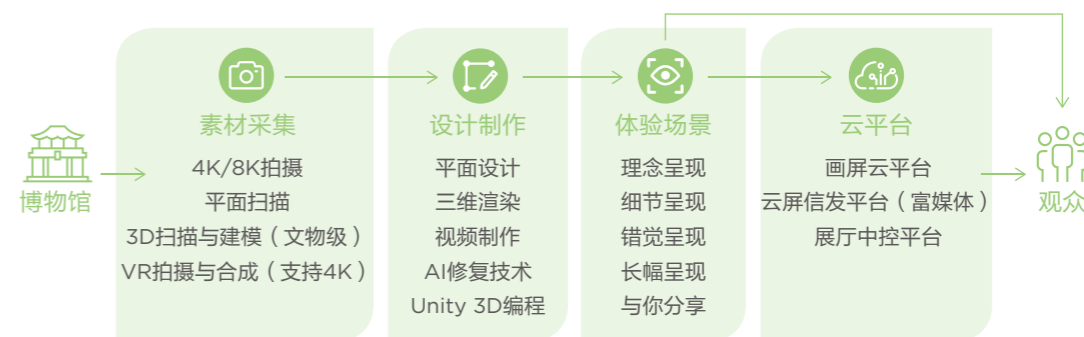 博物馆
素材采集
4K/8K拍摄
平面扫描
3D扫描与建模（文物级）
VR拍摄与合成（支持4K）
设计制作
平面设计
三维渲染
视频制作
AI修复技术
Unity 3D编程
体验场景
理念呈现
细节呈现
错觉呈现
长幅呈现
与你分享
云平台
画屏云平台
云屏信发平台（富媒体）
展厅中控平台
观众